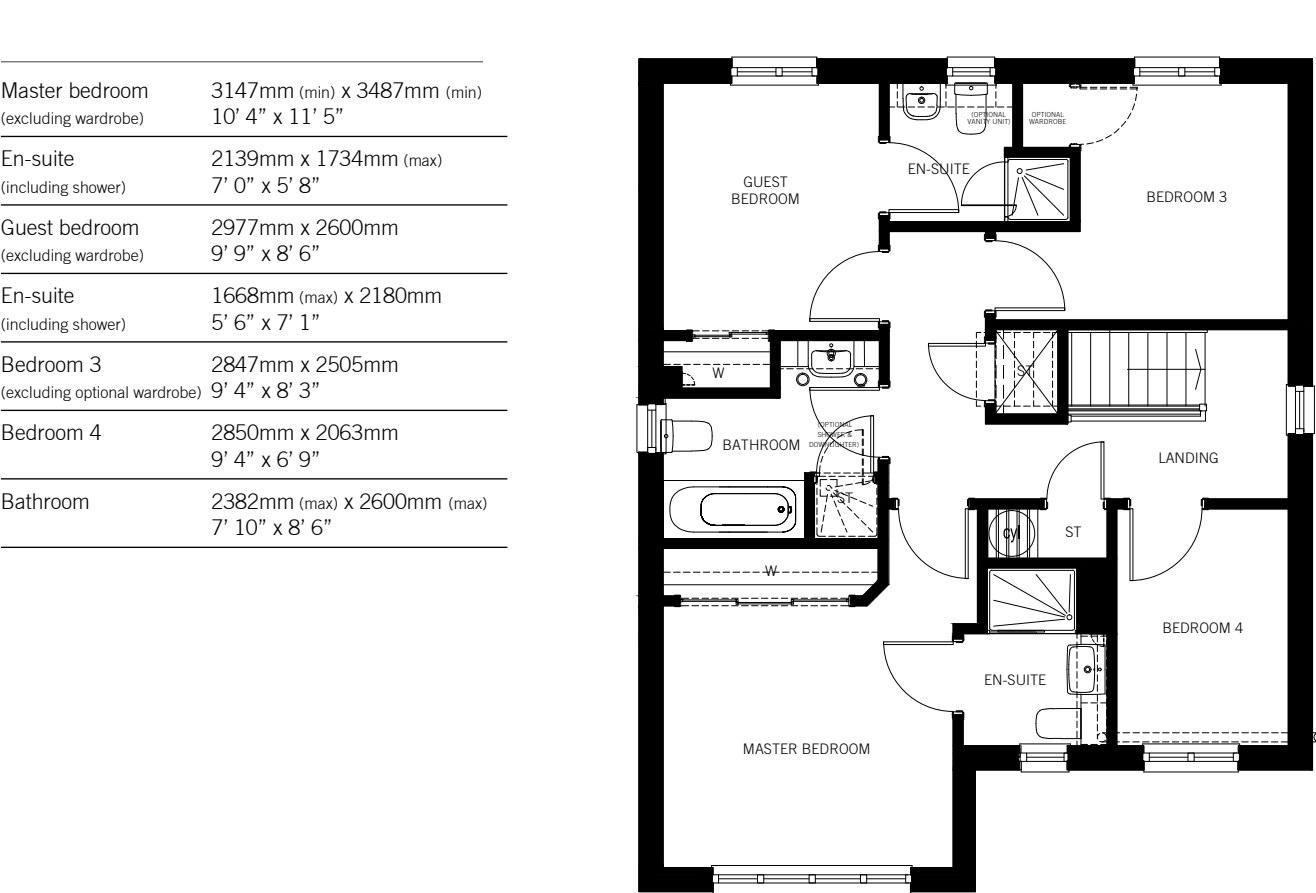 Master bedroom 3147mm (min) x 3487mm (min)
(excluding wardrobe) 10’ 4” x 11’ 5”
En-suite 2139mm x 1734mm (max)
(including shower) 7’ 0” x 5’ 8”
Guest bedroom 2977mm x 2600mm
(excluding wardrobe) 9’ 9” x 8’ 6”
En-suite 1668mm (max) x 2180mm
(including shower) 5’ 6” x 7’ 1”
Bedroom 3 2847mm x 2505mm
(excluding optional wardrobe) 9’ 4” x 8’ 3”
Bedroom 4 2850mm x 2063mm
9’ 4” x 6’ 9”
Bathroom 2382mm (max) x 2600mm (max)
7’ 10” x 8’ 6”
(OPTIONAL
VANITY UNIT)
OPTIONAL
WARDROBE
EN-SUITE
GUEST
BEDROOM
BEDROOM 3
W
ST
BATHROOM
(OPTIONAL
SHOWER &
DOWNLIGHTER)
LANDING
ST
cyl
ST
W
BEDROOM 4
EN-SUITE
MASTER BEDROOM